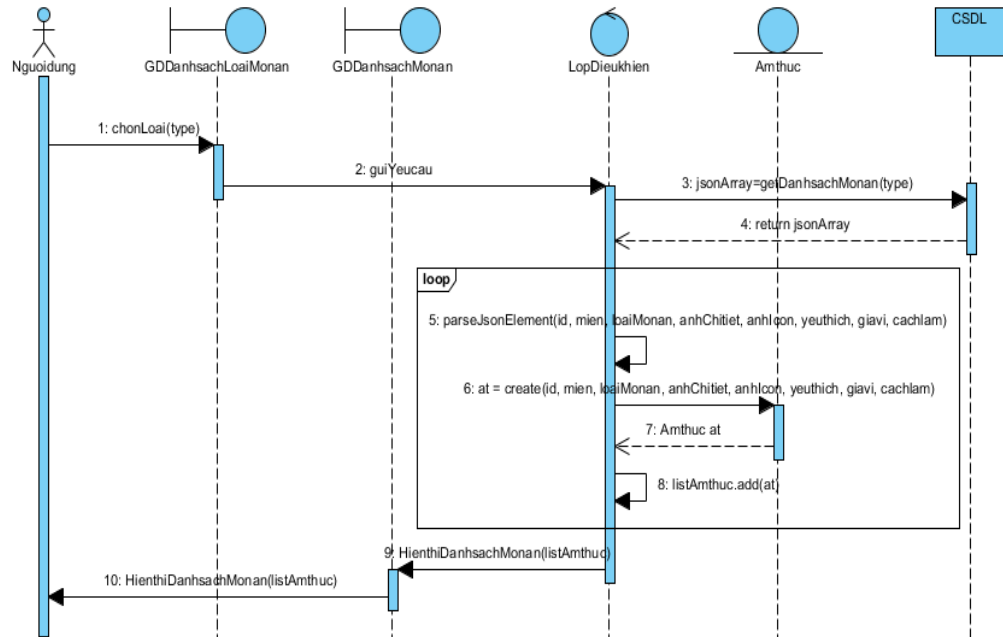 CSDL
Nguoidung
GDDanhsachLoaiMonan
GDDanhsachMonan
LopDieukhien
Amthuc
1: chonLoai(type)
2: guiYeucau
3: jsonArray=getDanhsachMonan(type)
4: return jsonArray
loop
5: parseJsonElement(id, mien, loaiMonan, anhChitiet, anhIcon, yeuthich, giavi, cachlam)
6: at = create(id, mien, loaiMonan, anhChitiet, anhIcon, yeuthich, giavi, cachlam)
7: Amthuc at
8: listAmthuc.add(at)
9: HienthiDanhsachMonan(listAmthuc)
10: HienthiDanhsachMonan(listAmthuc)